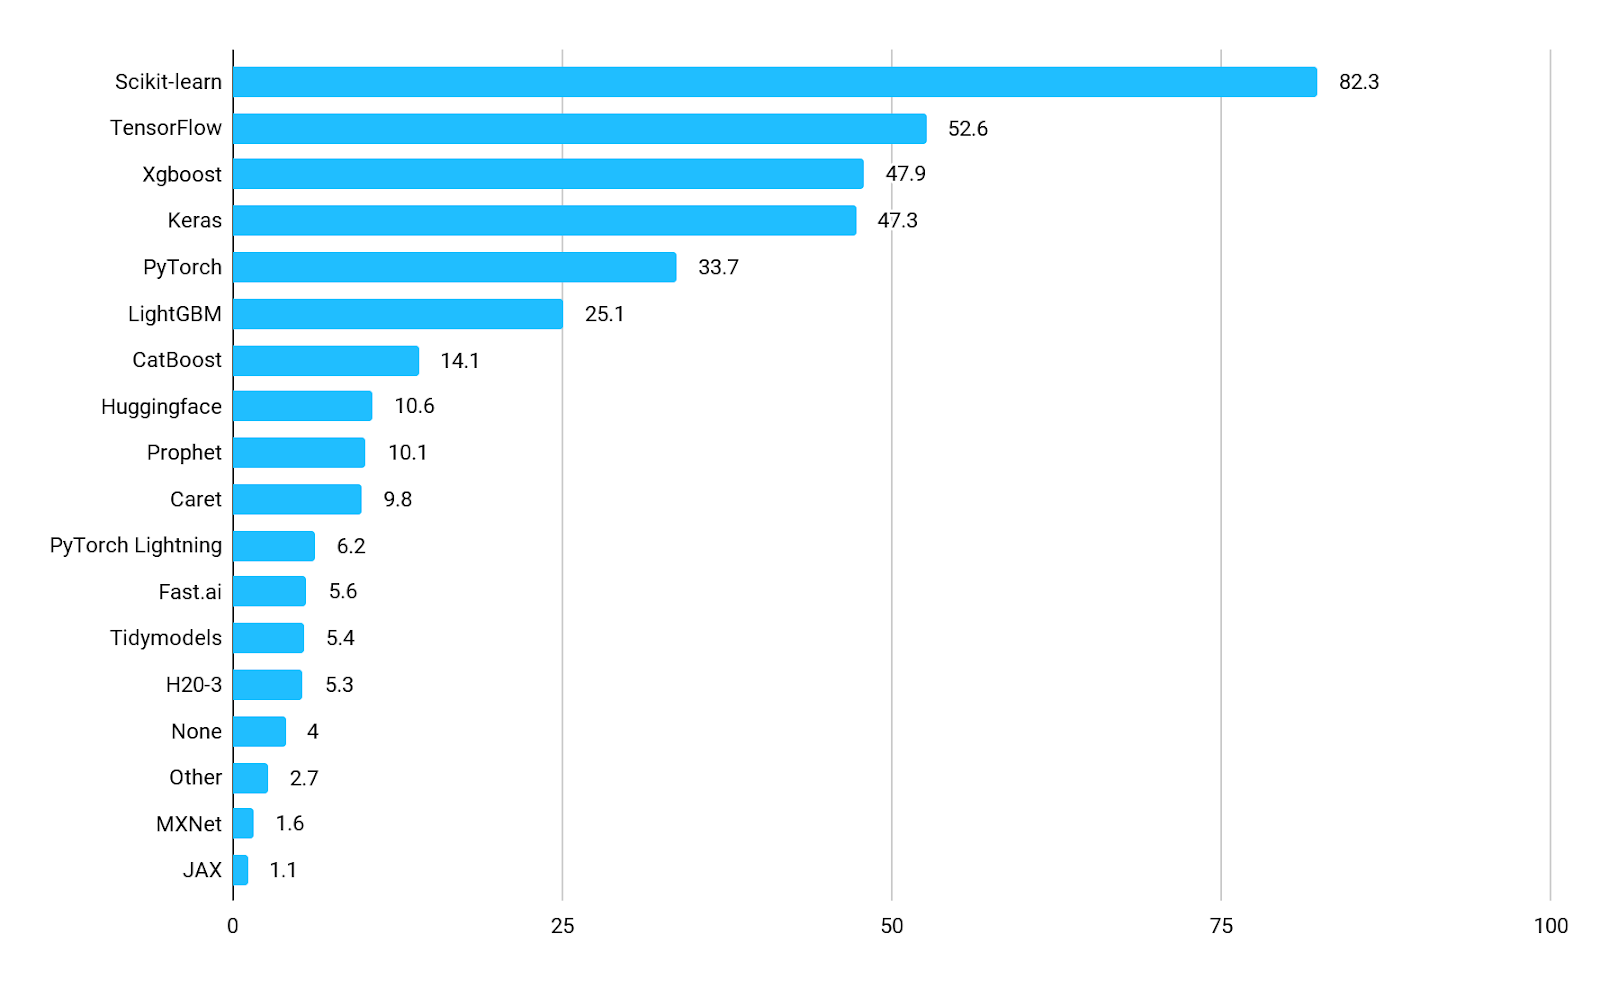 Scikit-learn 82.3
TensorFlow 52.6
Xgboost 47.9
Keras 47.3
PyTorch 33.7
LightGBM 25.1
CatBoost 14.1
Huggingface 10.6
Prophet 10.1
Caret 9.8
PyTorch Lightning 6.2
Fast.ai 5.6
Tidymodels 5.4
H20-3 5.3
None 4
Other 2.7
MXNet 1.6
JAX 1.1
0 25 50 75 100